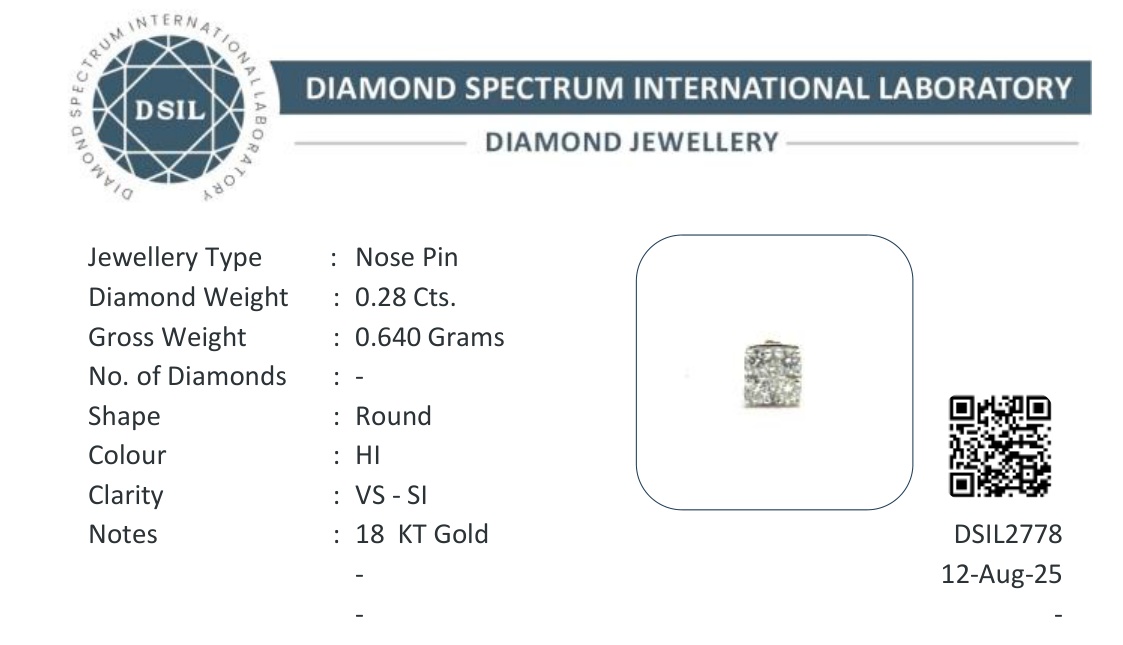 DIAMOND SPECTRUM INTERNATIONAL LABORATORY
DSIL
DIAMOND SPECTRUM INTERNATIONAL LABORATORY
DIAMOND JEWELLERY
Jewellery Type : Nose Pin
Diamond Weight : 0.28 Cts.
Gross Weight : 0.640 Grams
No. of Diamonds : -
Shape : Round
Colour : HI
Clarity : VS - SI
Notes : 18 KT Gold
-
-
DSIL2778
12-Aug-25
-